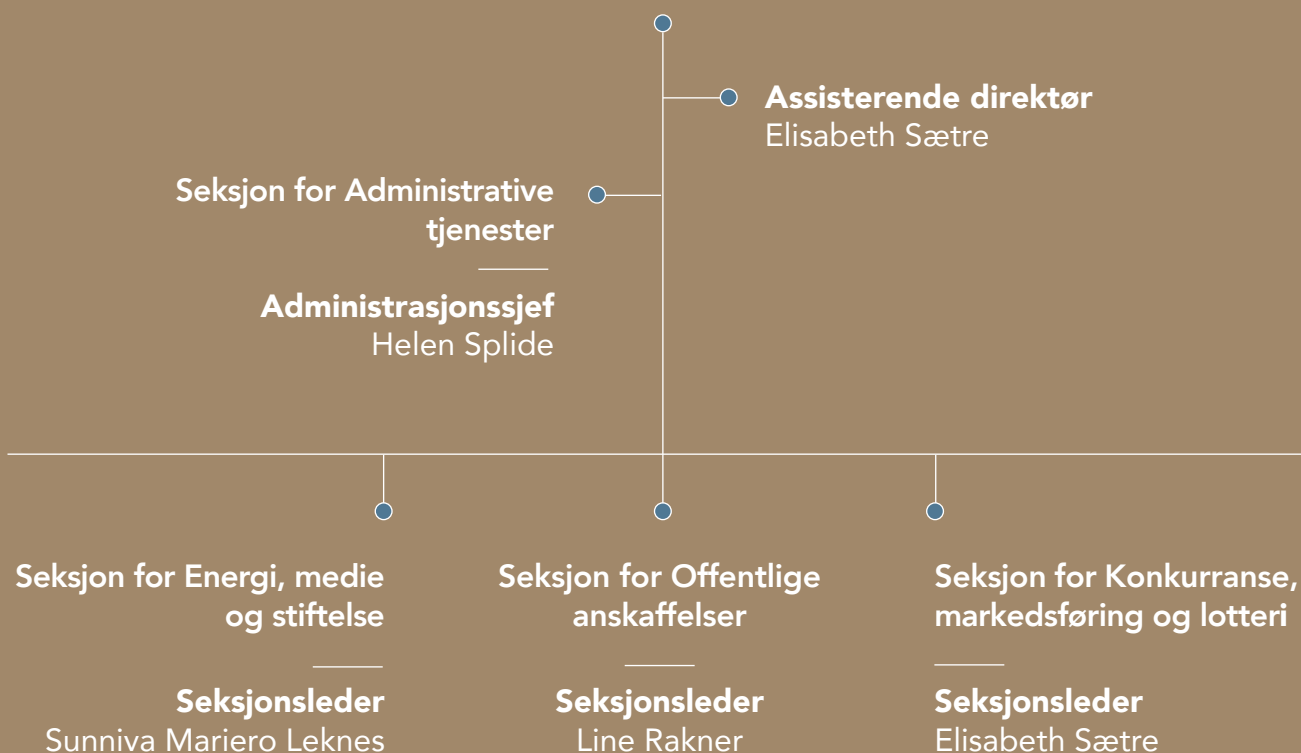 Assisterende direktør
Elisabeth Sætre
Seksjon for Administrative
tjenester
Administrasjonssjef
Helen Splide
Seksjon for Energi, medie
og stiftelse
Seksjonsleder
Sunniva Mariero Leknes
Seksjon for Offentlige
anskaffelser
Seksjonsleder
Line Rakner
Seksjon for Konkurranse,
markedsføring og lotteri
Seksjonsleder
Elisabeth Sætre